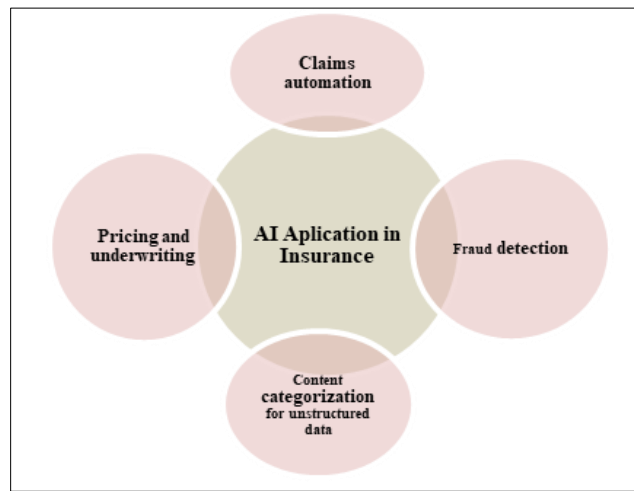 Claims
automation
Pricing and
underwriting
AI Aplication in
Insurance
Fraud detection
Content
categorization
for unstructured
data